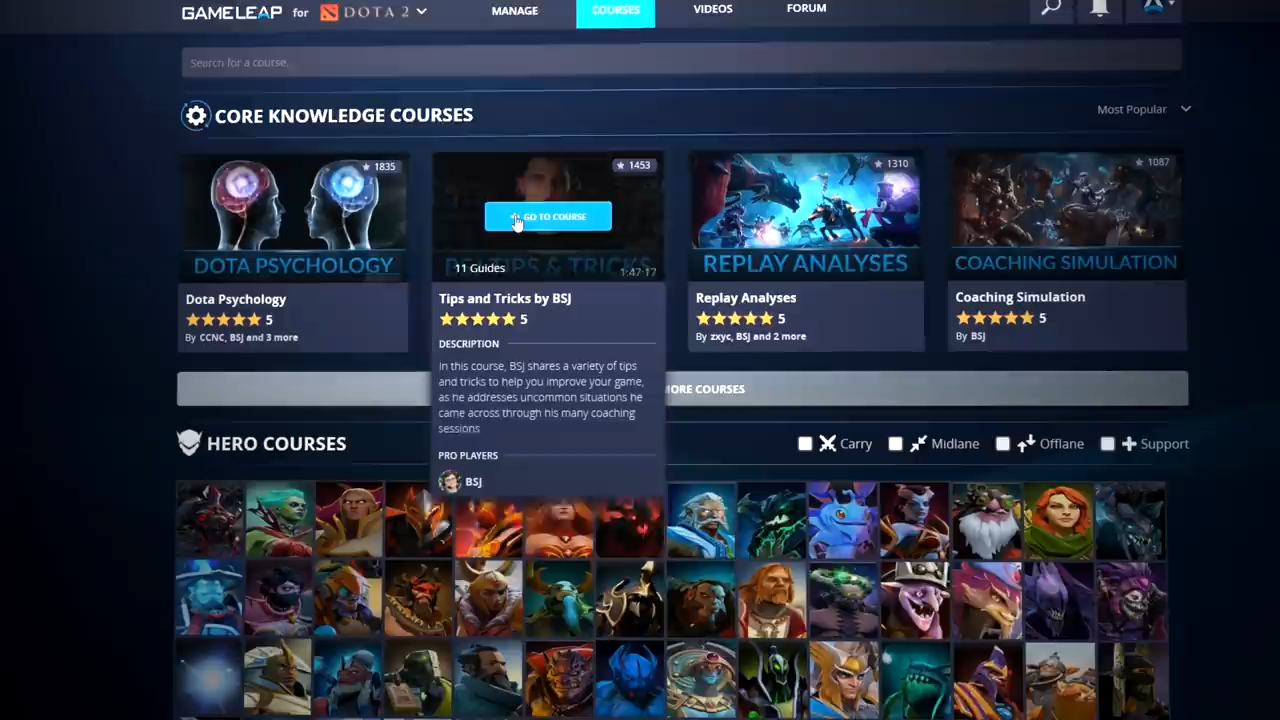 GAMELEAP for DOTA 2 MANAGE COURSES VIDEOS FORUM
Search for a course.
CORE KNOWLEDGE COURSES
Most Popular
1835
DOTA PSYCHOLOGY
Dota Psychology
5
By CCNC, BSJ and 3 more
1453
GO TO COURSE
TIPS & TRICKS
11 Guides
1:47:17
Tips and Tricks by BSJ
5
DESCRIPTION
In this course, BSJ shares a variety of tips
and tricks to help you improve your game,
as he addresses uncommon situations he
came across through his many coaching
sessions
PRO PLAYERS
BSJ
1310
REPLAY ANALYSES
Replay Analyses
5
By zxyc, BSJ and 2 more
1087
COACHING SIMULATION
Coaching Simulation
5
By BSJ
COURSES
HERO COURSES
Carry Midlane Offlane Support